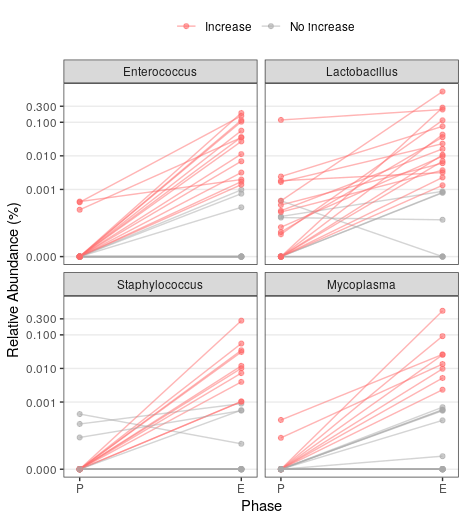 Increase No increase
Enterococcus Lactobacillus
0.300
0.100
0.010
0.001
0.000
Relative Abundance (%)
Staphylococcus Mycoplasma
0.300
0.100
0.010
0.001
0.000
P E P E
Phase